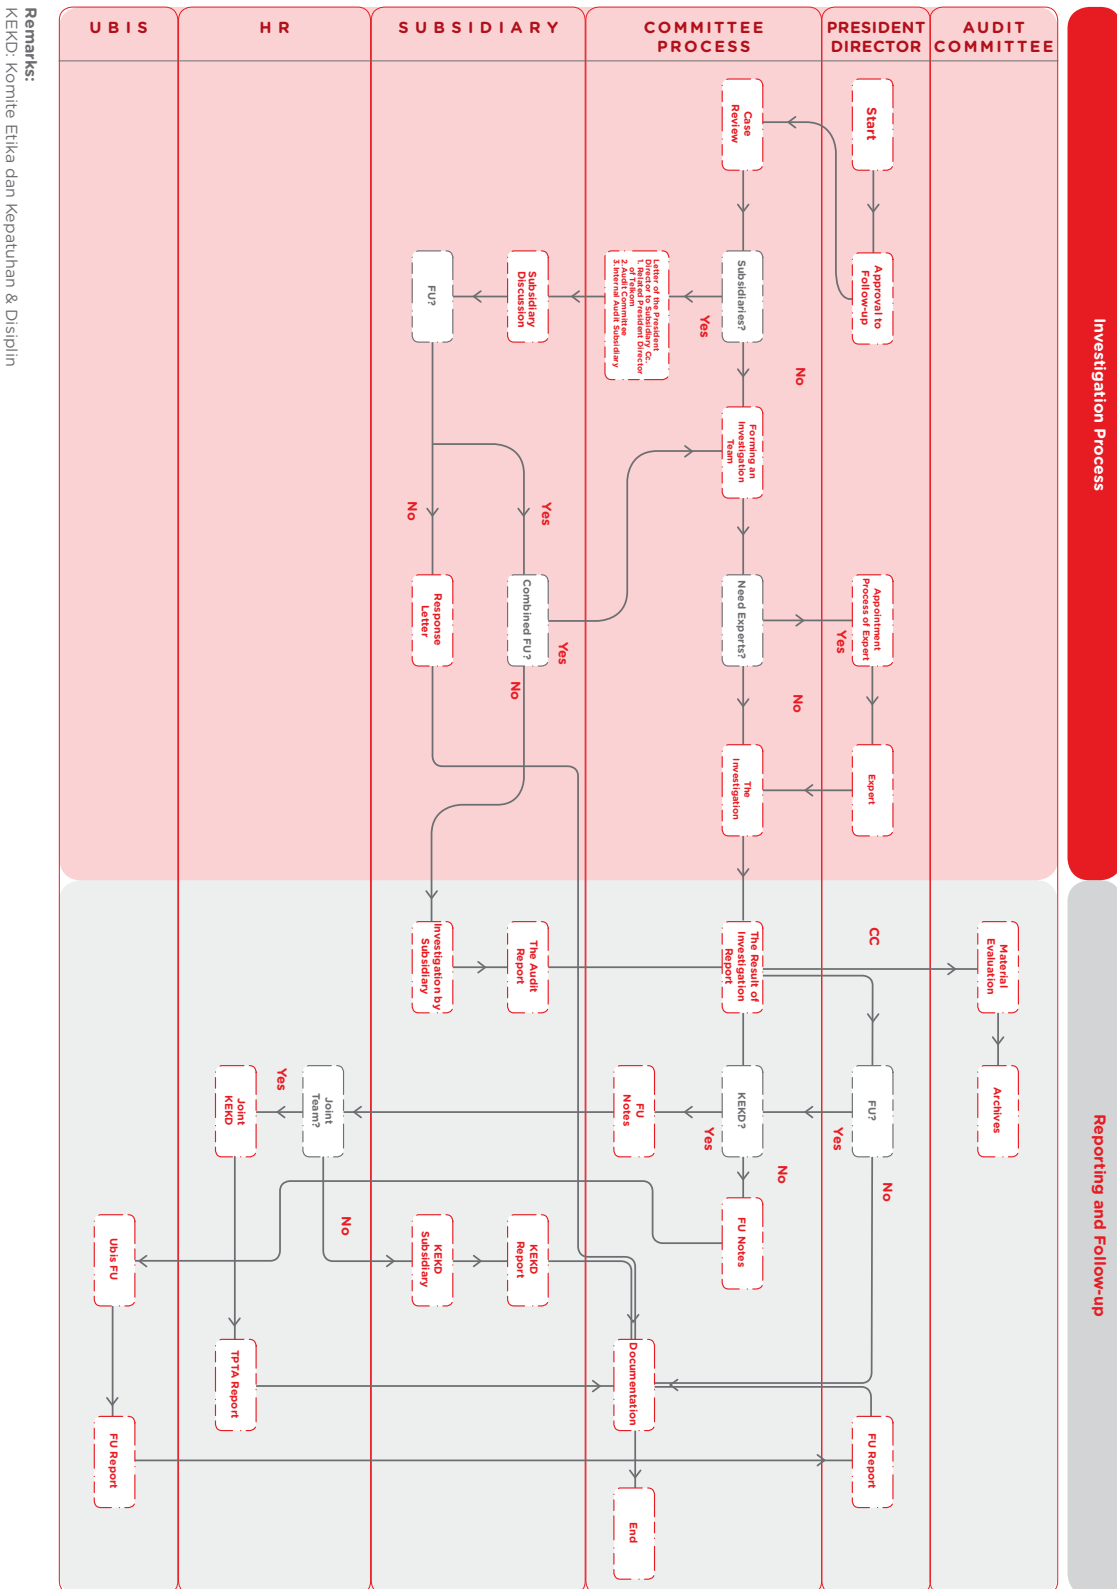 UBIS
HR
SUBSIDIARY
COMMITTEE
PROCESS
PRESIDENT
DIRECTOR
AUDIT
COMMITTEE
Investigation Process
Reporting and Follow-up
Start
Approval to
Follow-up
Case
Review
Subsidiaries?
Yes
No
Letter of the President
Director to Subsidiary Cc.
1. Related President Director
of Telkom
2. Audit Committee
3. Internal Audit Subsidiary
Subsidiary
Discussion
FU?
Yes
No
Forming an
Investigation
Team
Need Experts?
Yes
No
Appointment
Process of Expert
Expert
Combined FU?
Yes
No
Response
Letter
The
Investigation
Investigation by
Subsidiary
The Audit
Report
The Result of
Investigation
Report
CC
Material
Evaluation
Archives
FU?
Yes
No
KEKD?
Yes
No
FU
Notes
FU Notes
Joint
Team?
Yes
No
Joint
KEKD
KEKD
Subsidiary
KEKD
Report
Ubis FU
TPTA Report
Documentation
FU Report
FU Report
End
Remarks:
KEKD: Komite Etika dan Kepatuhan & Disiplin